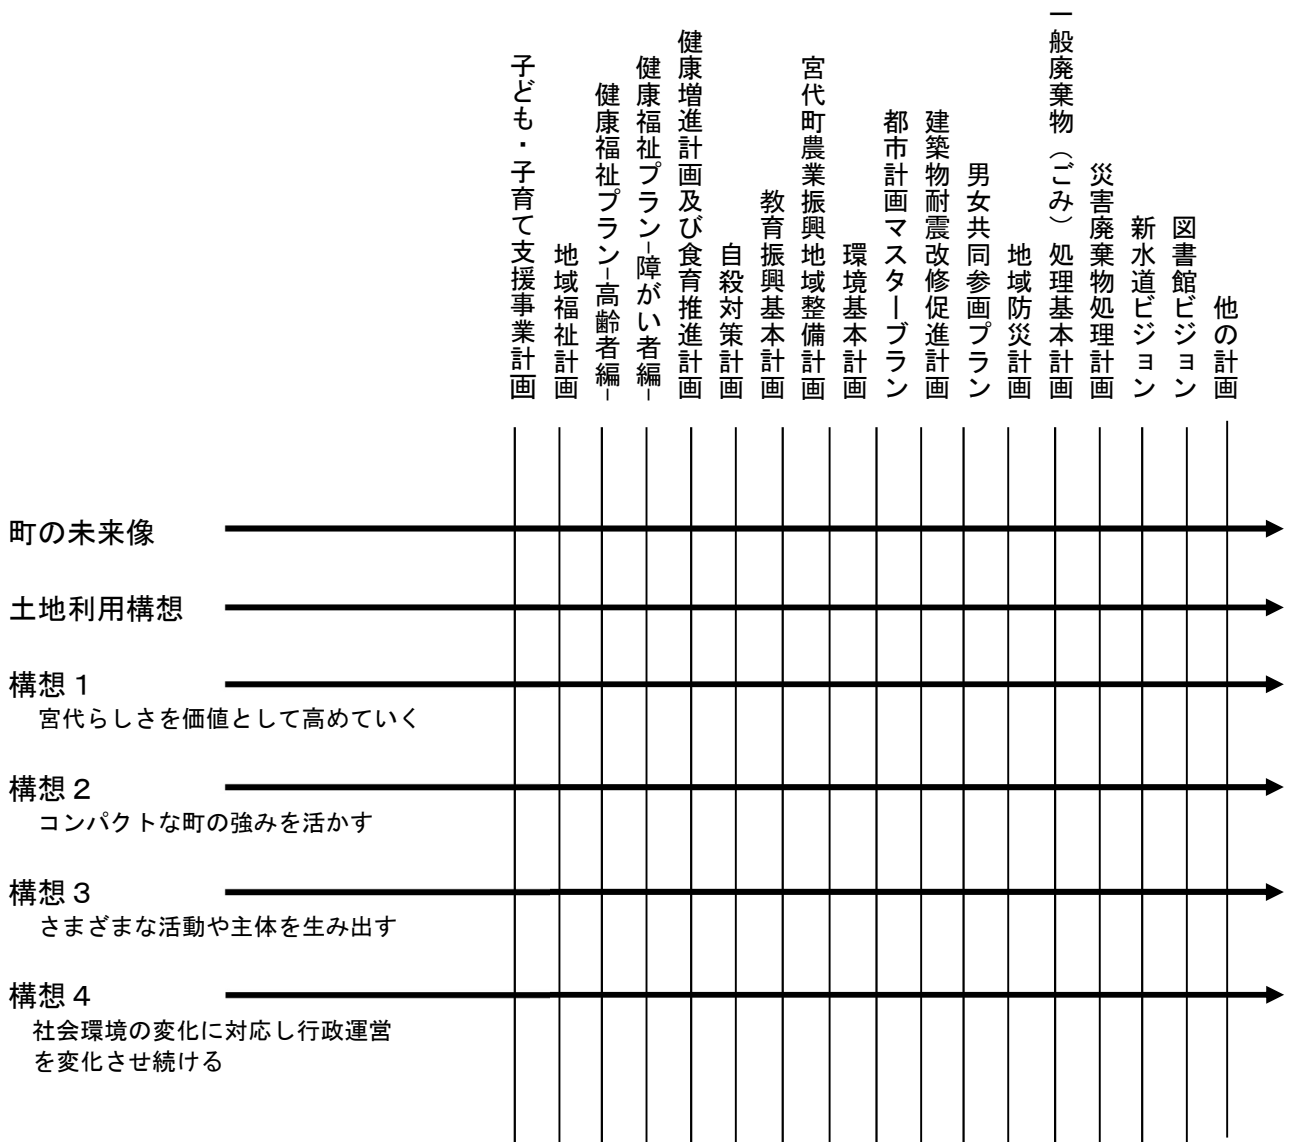 子ども・子育て支援事業計画
地域福祉計画
健康福祉プラン−高齢者編−
健康福祉プラン−障がい者編−
健康増進計画及び食育推進計画
自殺対策計画
教育振興基本計画
宮代町農業振興地域整備計画
環境基本計画
都市計画マスタープラン
建築物耐震改修促進計画
男女共同参画プラン
地域防災計画
一般廃棄物（ごみ）処理基本計画
災害廃棄物処理計画
新水道ビジョン
図書館ビジョン
他の計画
町の未来像
土地利用構想
構想１
宮代らしさを価値として高めていく
構想２
コンパクトな町の強みを活かす
構想３
さまざまな活動や主体を生み出す
構想４
社会環境の変化に対応し行政運営
を変化させ続ける